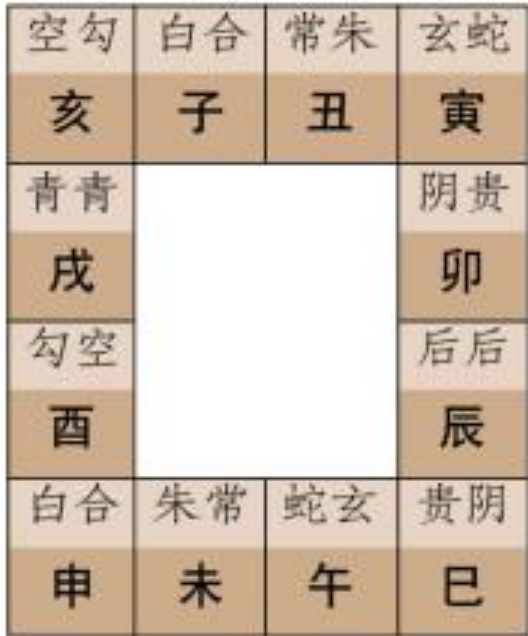 空勾 白合 常朱 玄蛇
亥 子 丑 寅
青青 阴贵
戌 卯
勾空 后后
酉 辰
白合 朱常 蛇玄 贵阴
申 未 午 巳